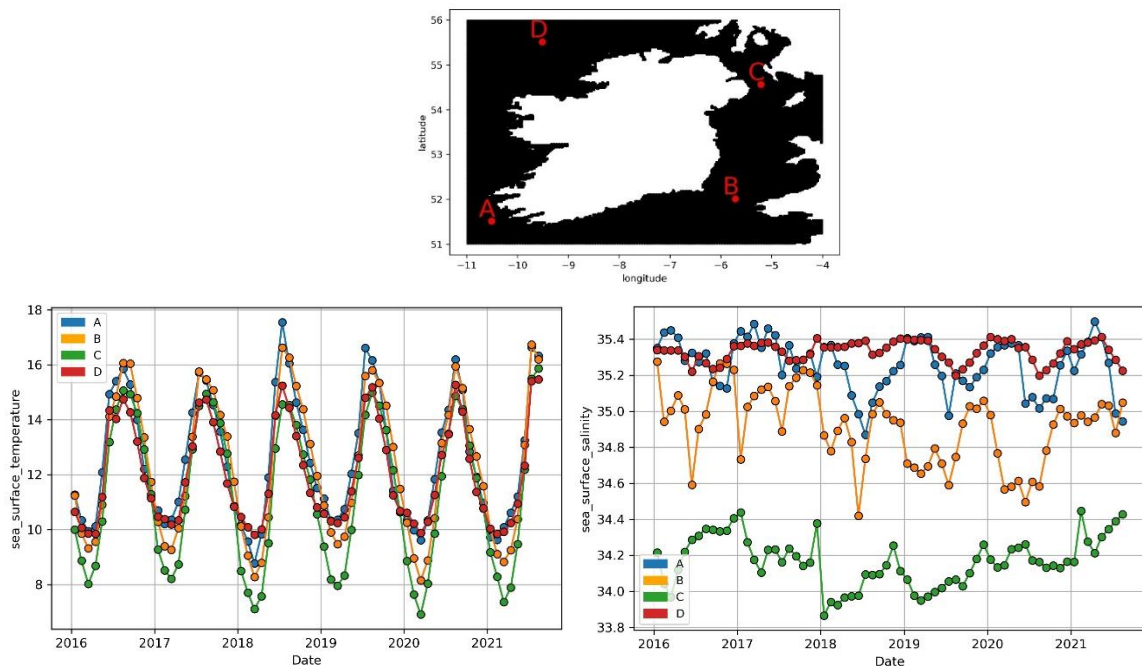 56
55
54
53
52
51
latitude
D
C
B
A
−11 −10 −9 −8 −7 −6 −5 −4
longitude
18
16
14
12
10
8
sea_surface_temperature
A
B
C
D
2016 2017 2018 2019 2020 2021
Date
35.4
35.2
35.0
34.8
34.6
34.4
34.2
34.0
33.8
sea_surface_salinity
A
B
C
D
2016 2017 2018 2019 2020 2021
Date